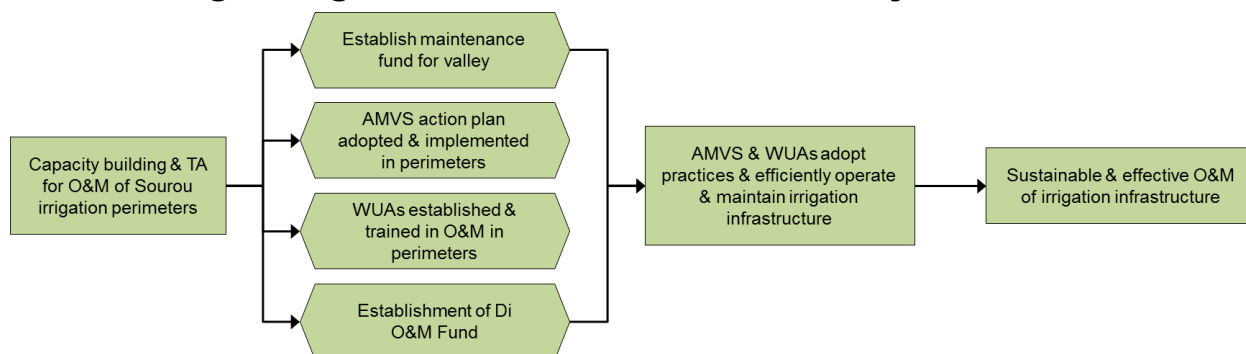 Capacity building & TA
for O&M of Sourou
irrigation perimeters
Establish maintenance
fund for valley
AMVS action plan
adopted & implemented
in perimeters
WUAs established &
trained in O&M in
perimeters
Establishment of Di
O&M Fund
AMVS & WUAs adopt
practices & efficiently operate
& maintain irrigation
infrastructure
Sustainable & effective O&M
of irrigation infrastructure